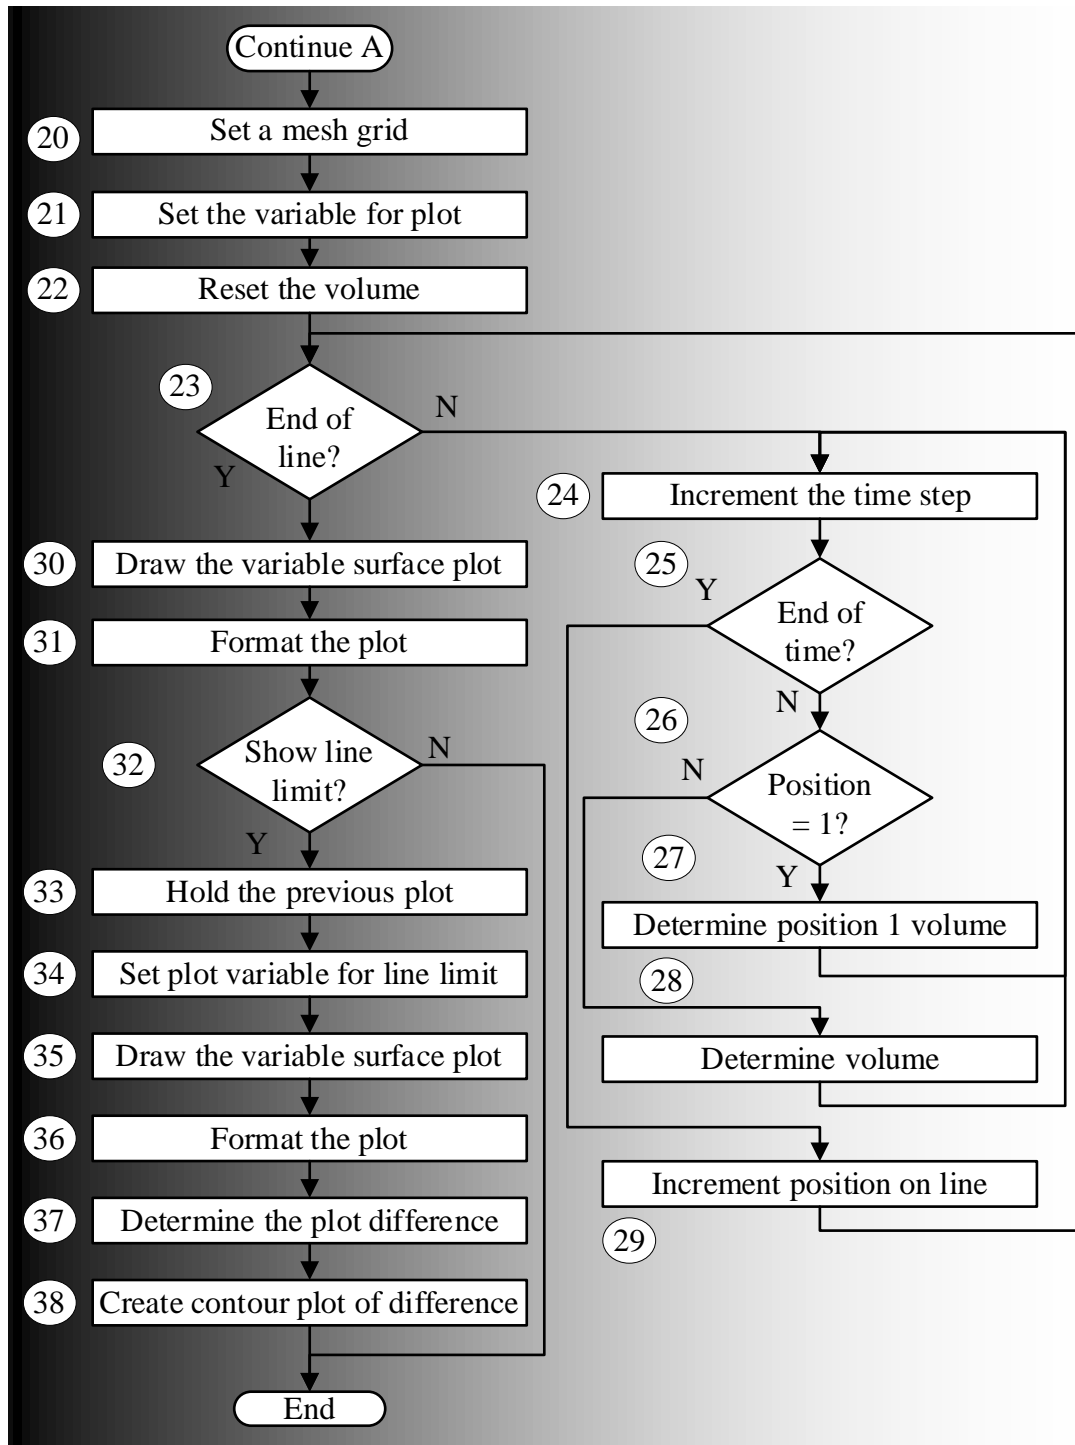 Continue A
20
Set a mesh grid
21
Set the variable for plot
22
Reset the volume
23
End of
line?
N
Y
24
Increment the time step
25
Y
End of
time?
N
26
N
Position
= 1?
Y
27
Determine position 1 volume
28
Determine volume
Increment position on line
29
30
Draw the variable surface plot
31
Format the plot
32
Show line
limit?
N
Y
33
Hold the previous plot
34
Set plot variable for line limit
35
Draw the variable surface plot
36
Format the plot
37
Determine the plot difference
38
Create contour plot of difference
End